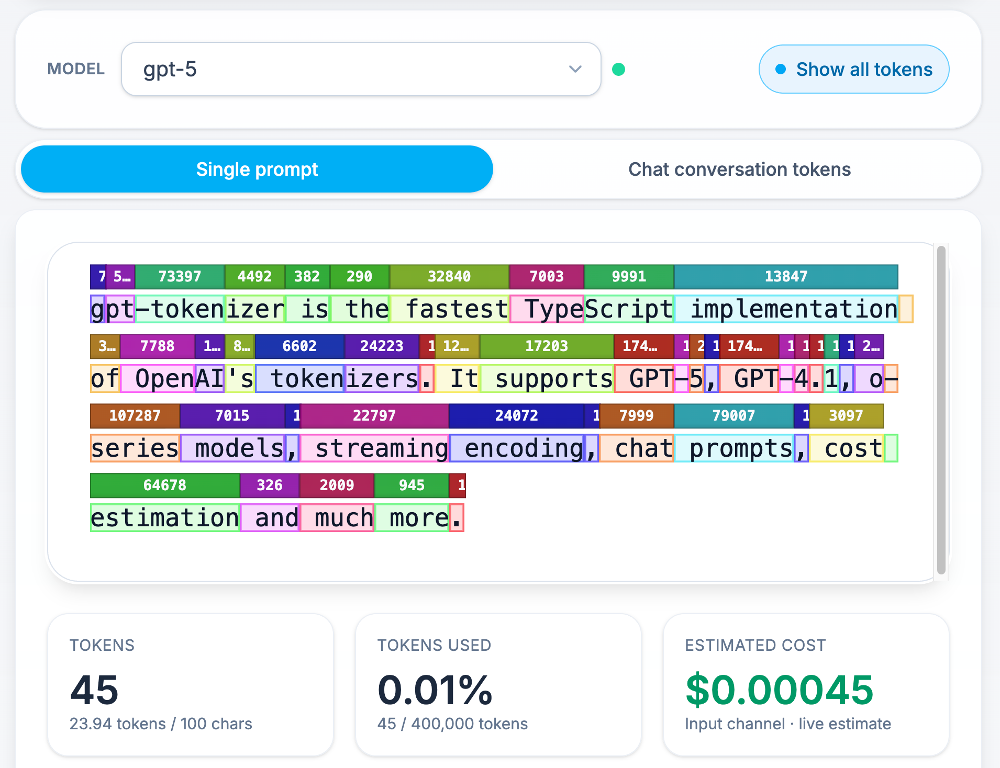 MODEL gpt-5 Show all tokens
Single prompt Chat conversation tokens
7 5… 73397 4492 382 290 32840 7003 9991 13847
gpt-tokenizer is the fastest TypeScript implementation
3… 7788 1… 8… 6602 24223 1 12… 17203 174… 1 2 1 174… 1 1 1 1 1 2…
of OpenAI's tokenizers. It supports GPT-5, GPT-4.1, o-
107287 7015 1 22797 24072 1 7999 79007 1 3097
series models, streaming encoding, chat prompts, cost
64678 326 2009 945 1
estimation and much more.
TOKENS TOKENS USED ESTIMATED COST
45 0.01% $0.00045
23.94 tokens / 100 chars 45 / 400,000 tokens Input channel · live estimate